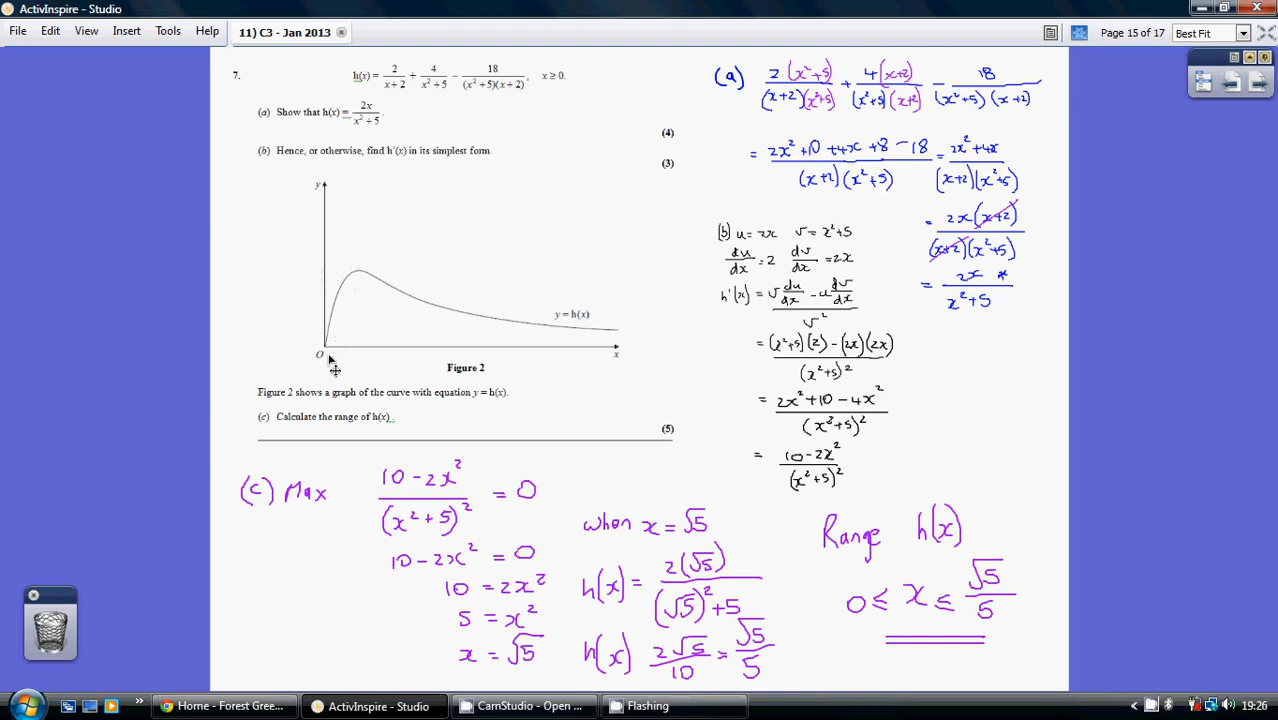 ActivInspire - Studio
File Edit View Insert Tools Help
11) C3 - Jan 2013
Page 15 of 17
Best Fit
7.
h(x) = 2/(x+2) + 4/(x²+5) − 18/((x²+5)(x+2)), x ≥ 0.
(a) Show that h(x) = 2x/(x²+5).
(4)
(b) Hence, or otherwise, find h′(x) in its simplest form.
(3)
y
y = h(x)
O
x
Figure 2
Figure 2 shows a graph of the curve with equation y = h(x).
(c) Calculate the range of h(x).
(5)
(a) 2(x²+5)/((x+2)(x²+5)) + 4(x+2)/((x²+5)(x+2)) − 18/((x²+5)(x+2))
= (2x²+10+4x+8−18)/((x+2)(x²+5)) = (2x²+4x)/((x+2)(x²+5))
= 2x(x+2)/((x+2)(x²+5))
= 2x/(x²+5) *
(b) u = 2x v = x²+5
du/dx = 2 dv/dx = 2x
h'(x) = (v du/dx − u dv/dx)/v²
= ((x²+5)(2) − (2x)(2x))/(x²+5)²
= (2x²+10−4x²)/(x²+5)²
= (10−2x²)/(x²+5)²
(c) Max (10−2x²)/(x²+5)² = 0
10−2x² = 0
10 = 2x²
5 = x²
x = √5
when x = √5
h(x) = 2(√5)/((√5)²+5)
h(x) 2√5/10 = √5/5
Range h(x)
0 ≤ x ≤ √5/5
Home - Forest Gree...
ActivInspire - Studio
CamStudio - Open ...
Flashing
19:26